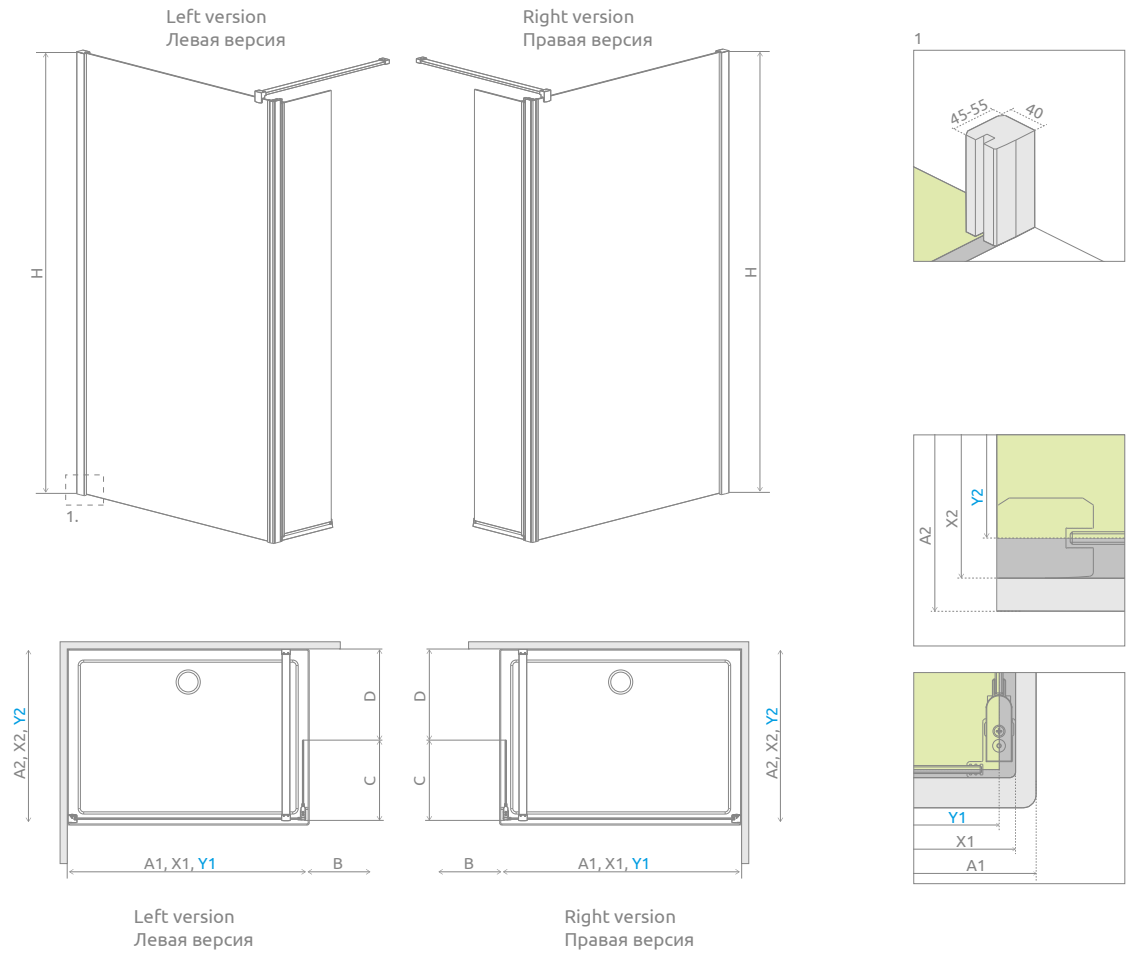 Left version
Левая версия
Right version
Правая версия
1
45-55
40
H
H
1.
Y2
X2
A2
D
C
A2, X2, Y2
A1, X1, Y1
B
D
C
A2, X2, Y2
B
A1, X1, Y1
Y1
X1
A1
Left version
Левая версия
Right version
Правая версия